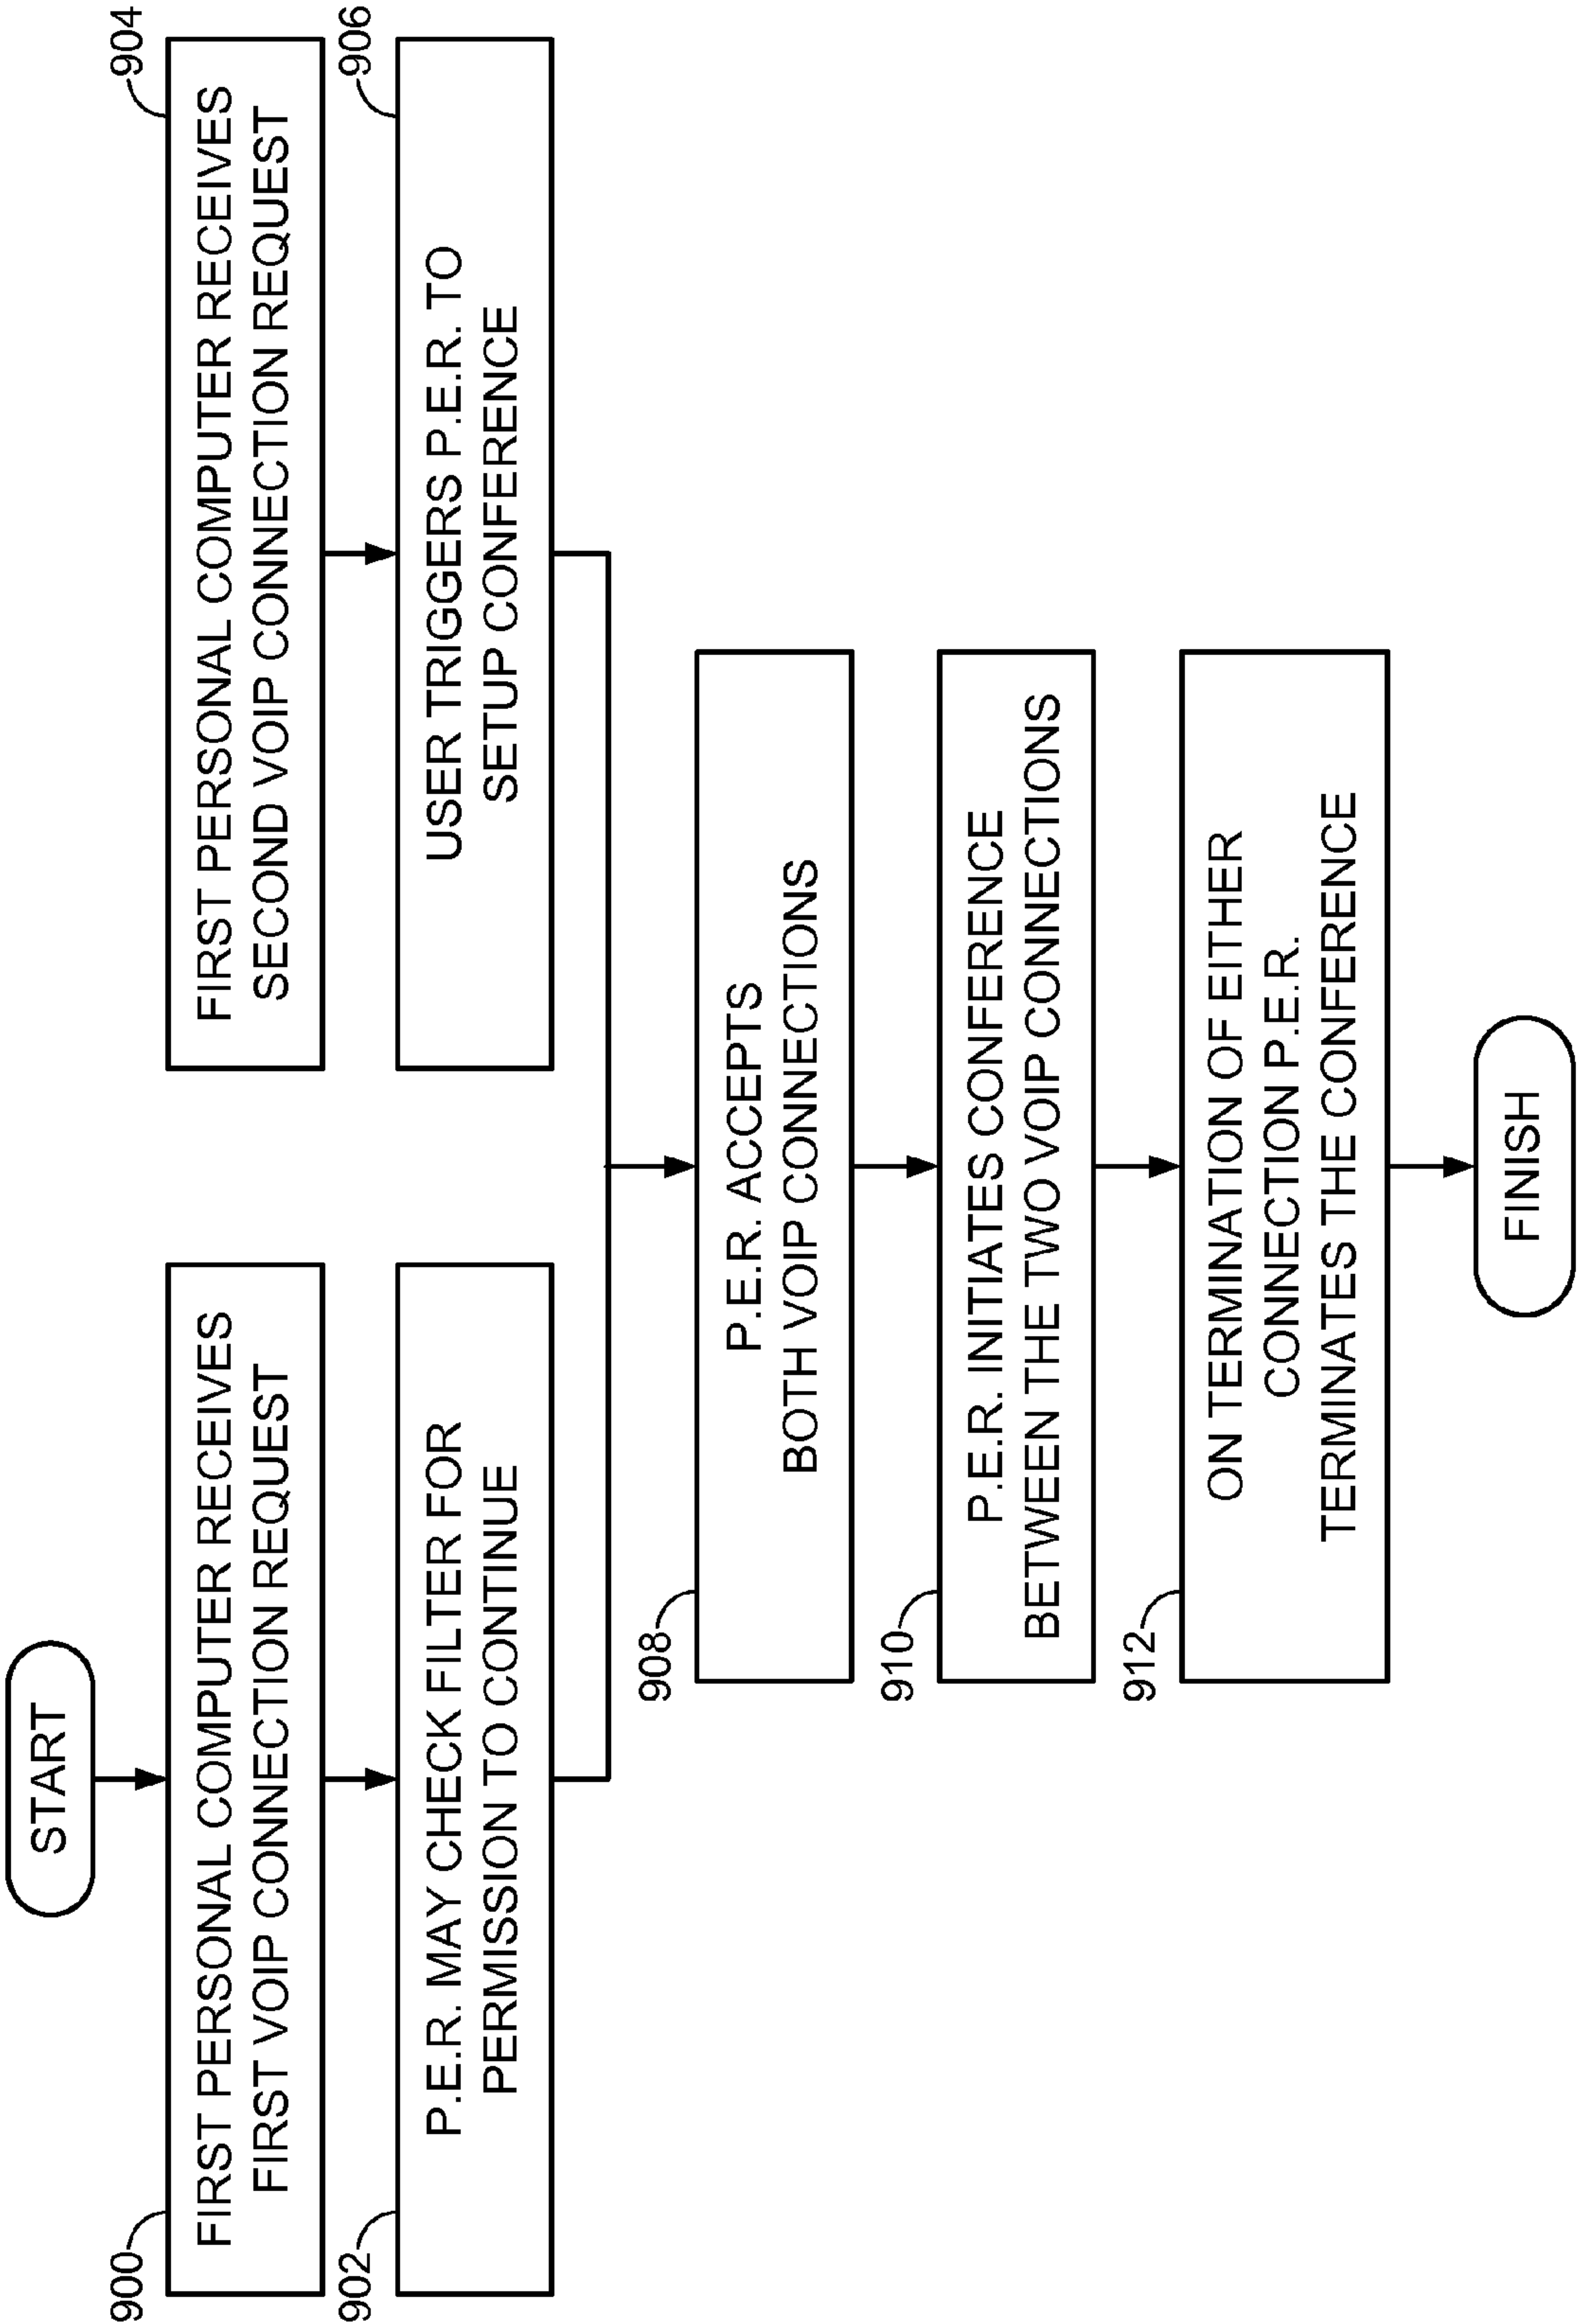 START
900
FIRST PERSONAL COMPUTER RECEIVES
FIRST VOIP CONNECTION REQUEST
902
P.E.R. MAY CHECK FILTER FOR
PERMISSION TO CONTINUE
904
FIRST PERSONAL COMPUTER RECEIVES
SECOND VOIP CONNECTION REQUEST
906
USER TRIGGERS P.E.R. TO
SETUP CONFERENCE
908
P.E.R. ACCEPTS
BOTH VOIP CONNECTIONS
910
P.E.R. INITIATES CONFERENCE
BETWEEN THE TWO VOIP CONNECTIONS
912
ON TERMINATION OF EITHER
CONNECTION P.E.R.
TERMINATES THE CONFERENCE
FINISH